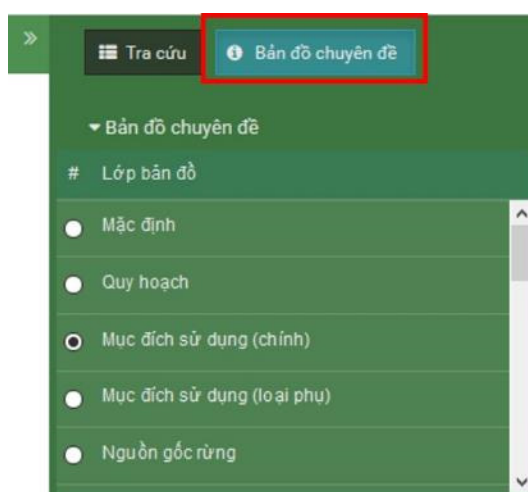 »
Tra cứu
Bản đồ chuyên đề
Bản đồ chuyên đề
# Lớp bản đồ
Mặc định
Quy hoạch
Mục đích sử dụng (chính)
Mục đích sử dụng (loại phụ)
Nguồn gốc rừng